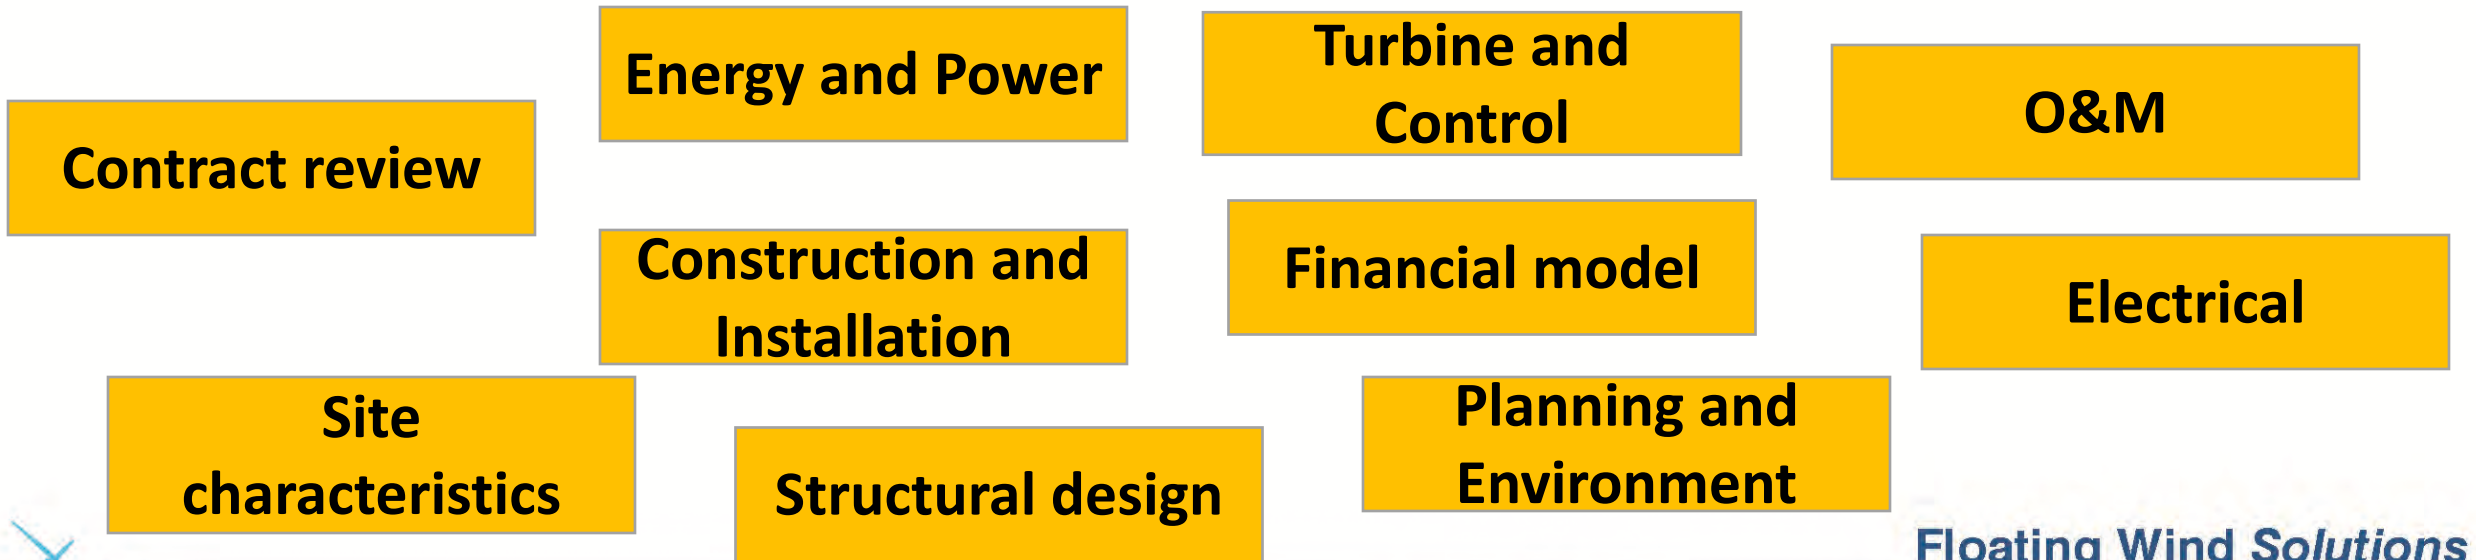 Energy and Power
Turbine and
Control
O&M
Contract review
Construction and
Installation
Financial model
Electrical
Site
characteristics
Structural design
Planning and
Environment
Floating Wind Solutions